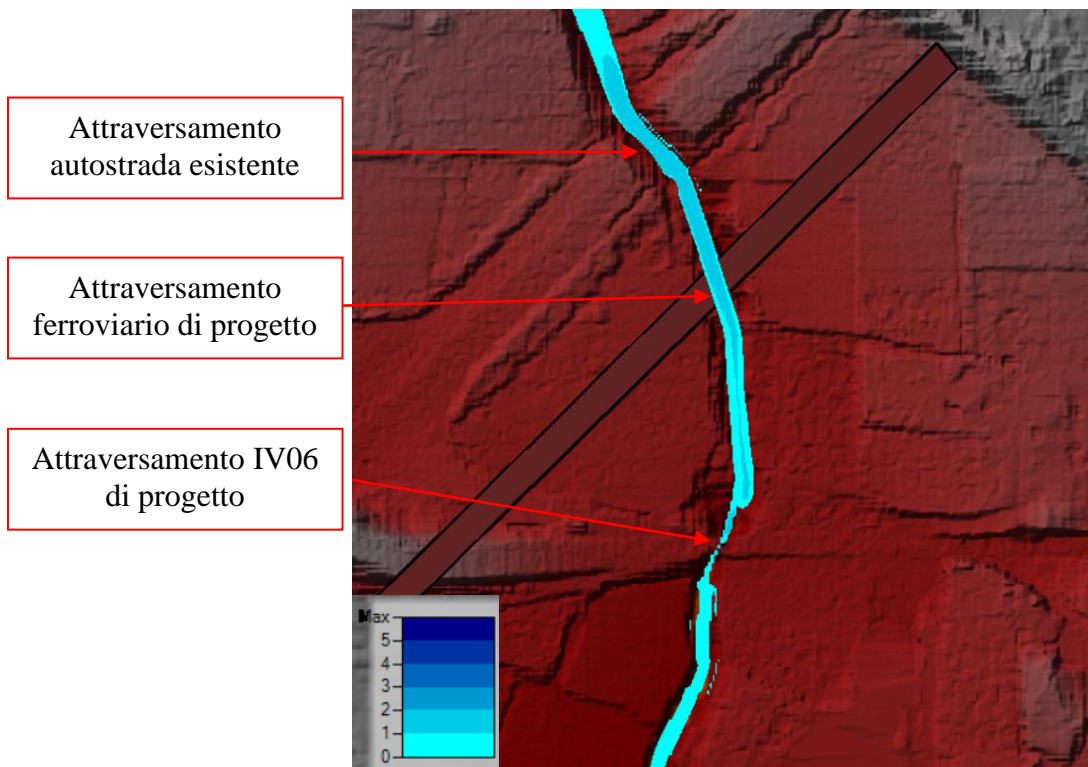 Attraversamento
autostrada esistente
Attraversamento
ferroviario di progetto
Attraversamento IV06
di progetto
Max
5
4
3
2
1
0